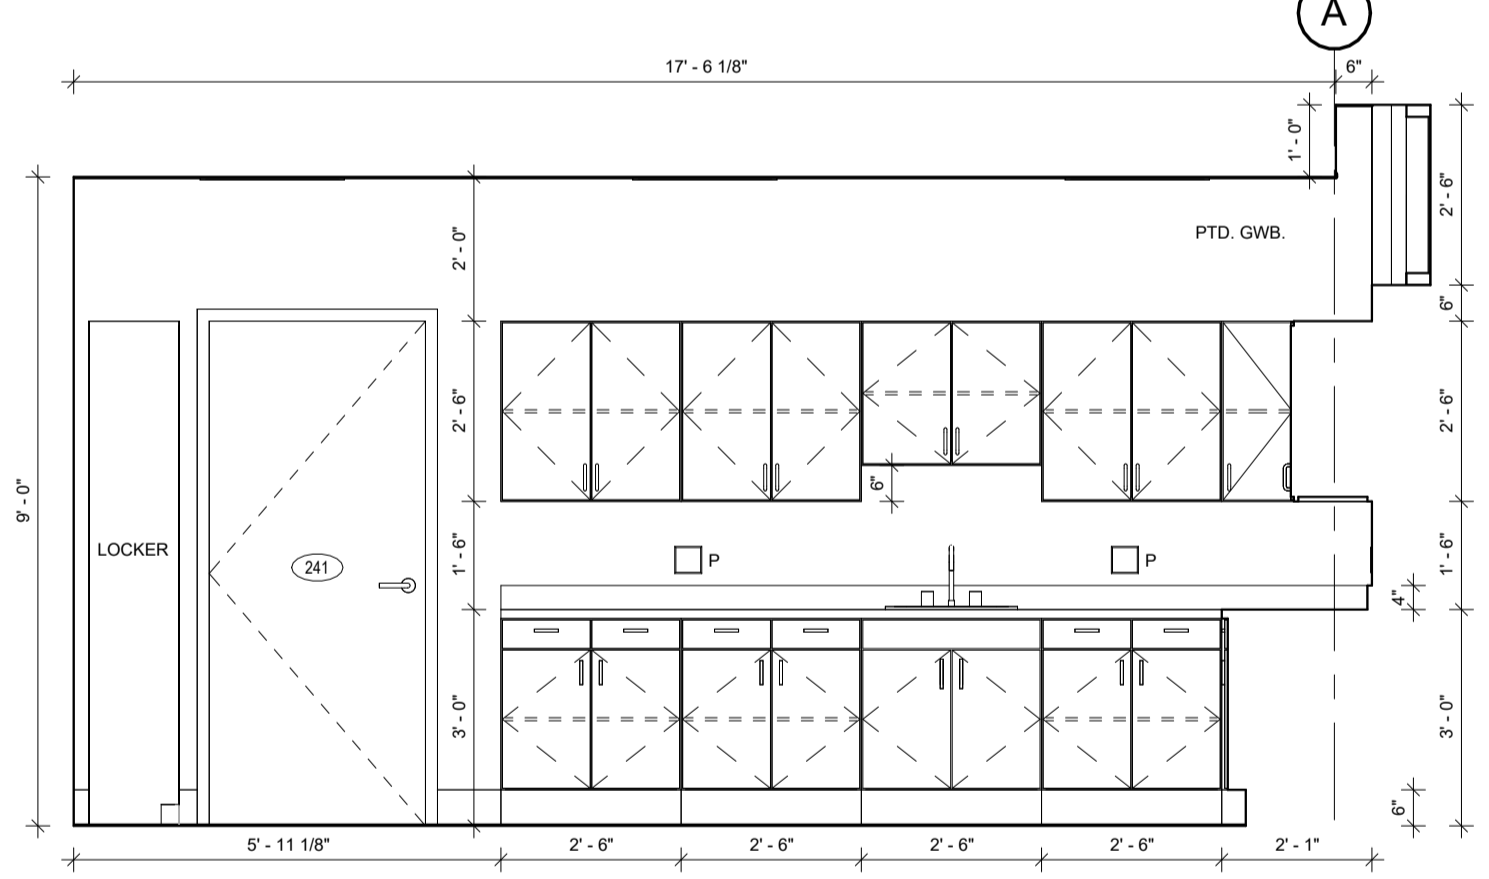 A
17' - 6 1/8"
6"
1' - 0"
2' - 6"
PTD. GWB.
2' - 0"
6"
9' - 0"
2' - 6"
6"
2' - 6"
LOCKER
241
1' - 6"
P
P
1' - 6"
4"
3' - 0"
3' - 0"
6"
5' - 11 1/8"
2' - 6"
2' - 6"
2' - 6"
2' - 6"
2' - 1"